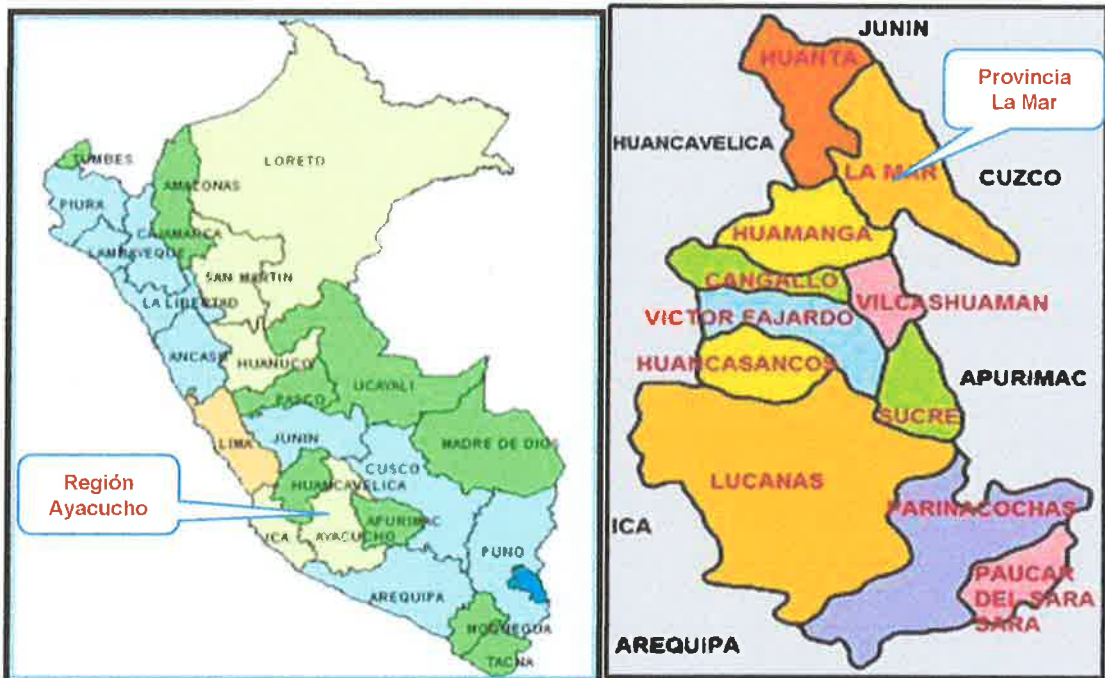 TUMBES
LORETO
AMAZONAS
PIURA
CAJAMARCA
LAMBAYEQUE
SAN MARTIN
LA LIBERTAD
ANCASH
HUANUCO
UCAYALI
PASCO
LIMA
JUNIN
MADRE DE DIOS
CUSCO
HUANCAVELICA
Región
Ayacucho
APURIMAC
ICA
AYACUCHO
PUNO
AREQUIPA
MOQUEGUA
TACNA
JUNIN
HUANTA
Provincia
La Mar
HUANCAVELICA
LA MAR
CUZCO
HUAMANGA
CANGALLO
VILCASHUAMAN
VICTOR FAJARDO
HUANCASANCOS
APURIMAC
SUCRE
LUCANAS
PARINACOCHAS
ICA
PAUCAR
DEL SARA
SARA
AREQUIPA